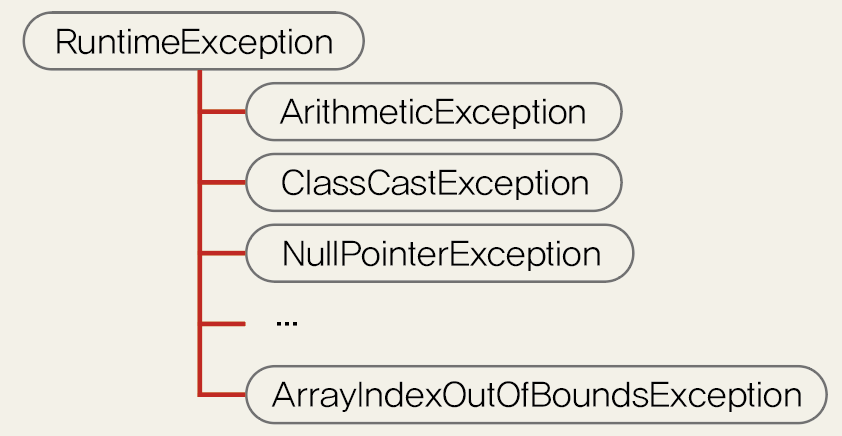 RuntimeException
ArithmeticException
ClassCastException
NullPointerException
...
ArrayIndexOutOfBoundsException